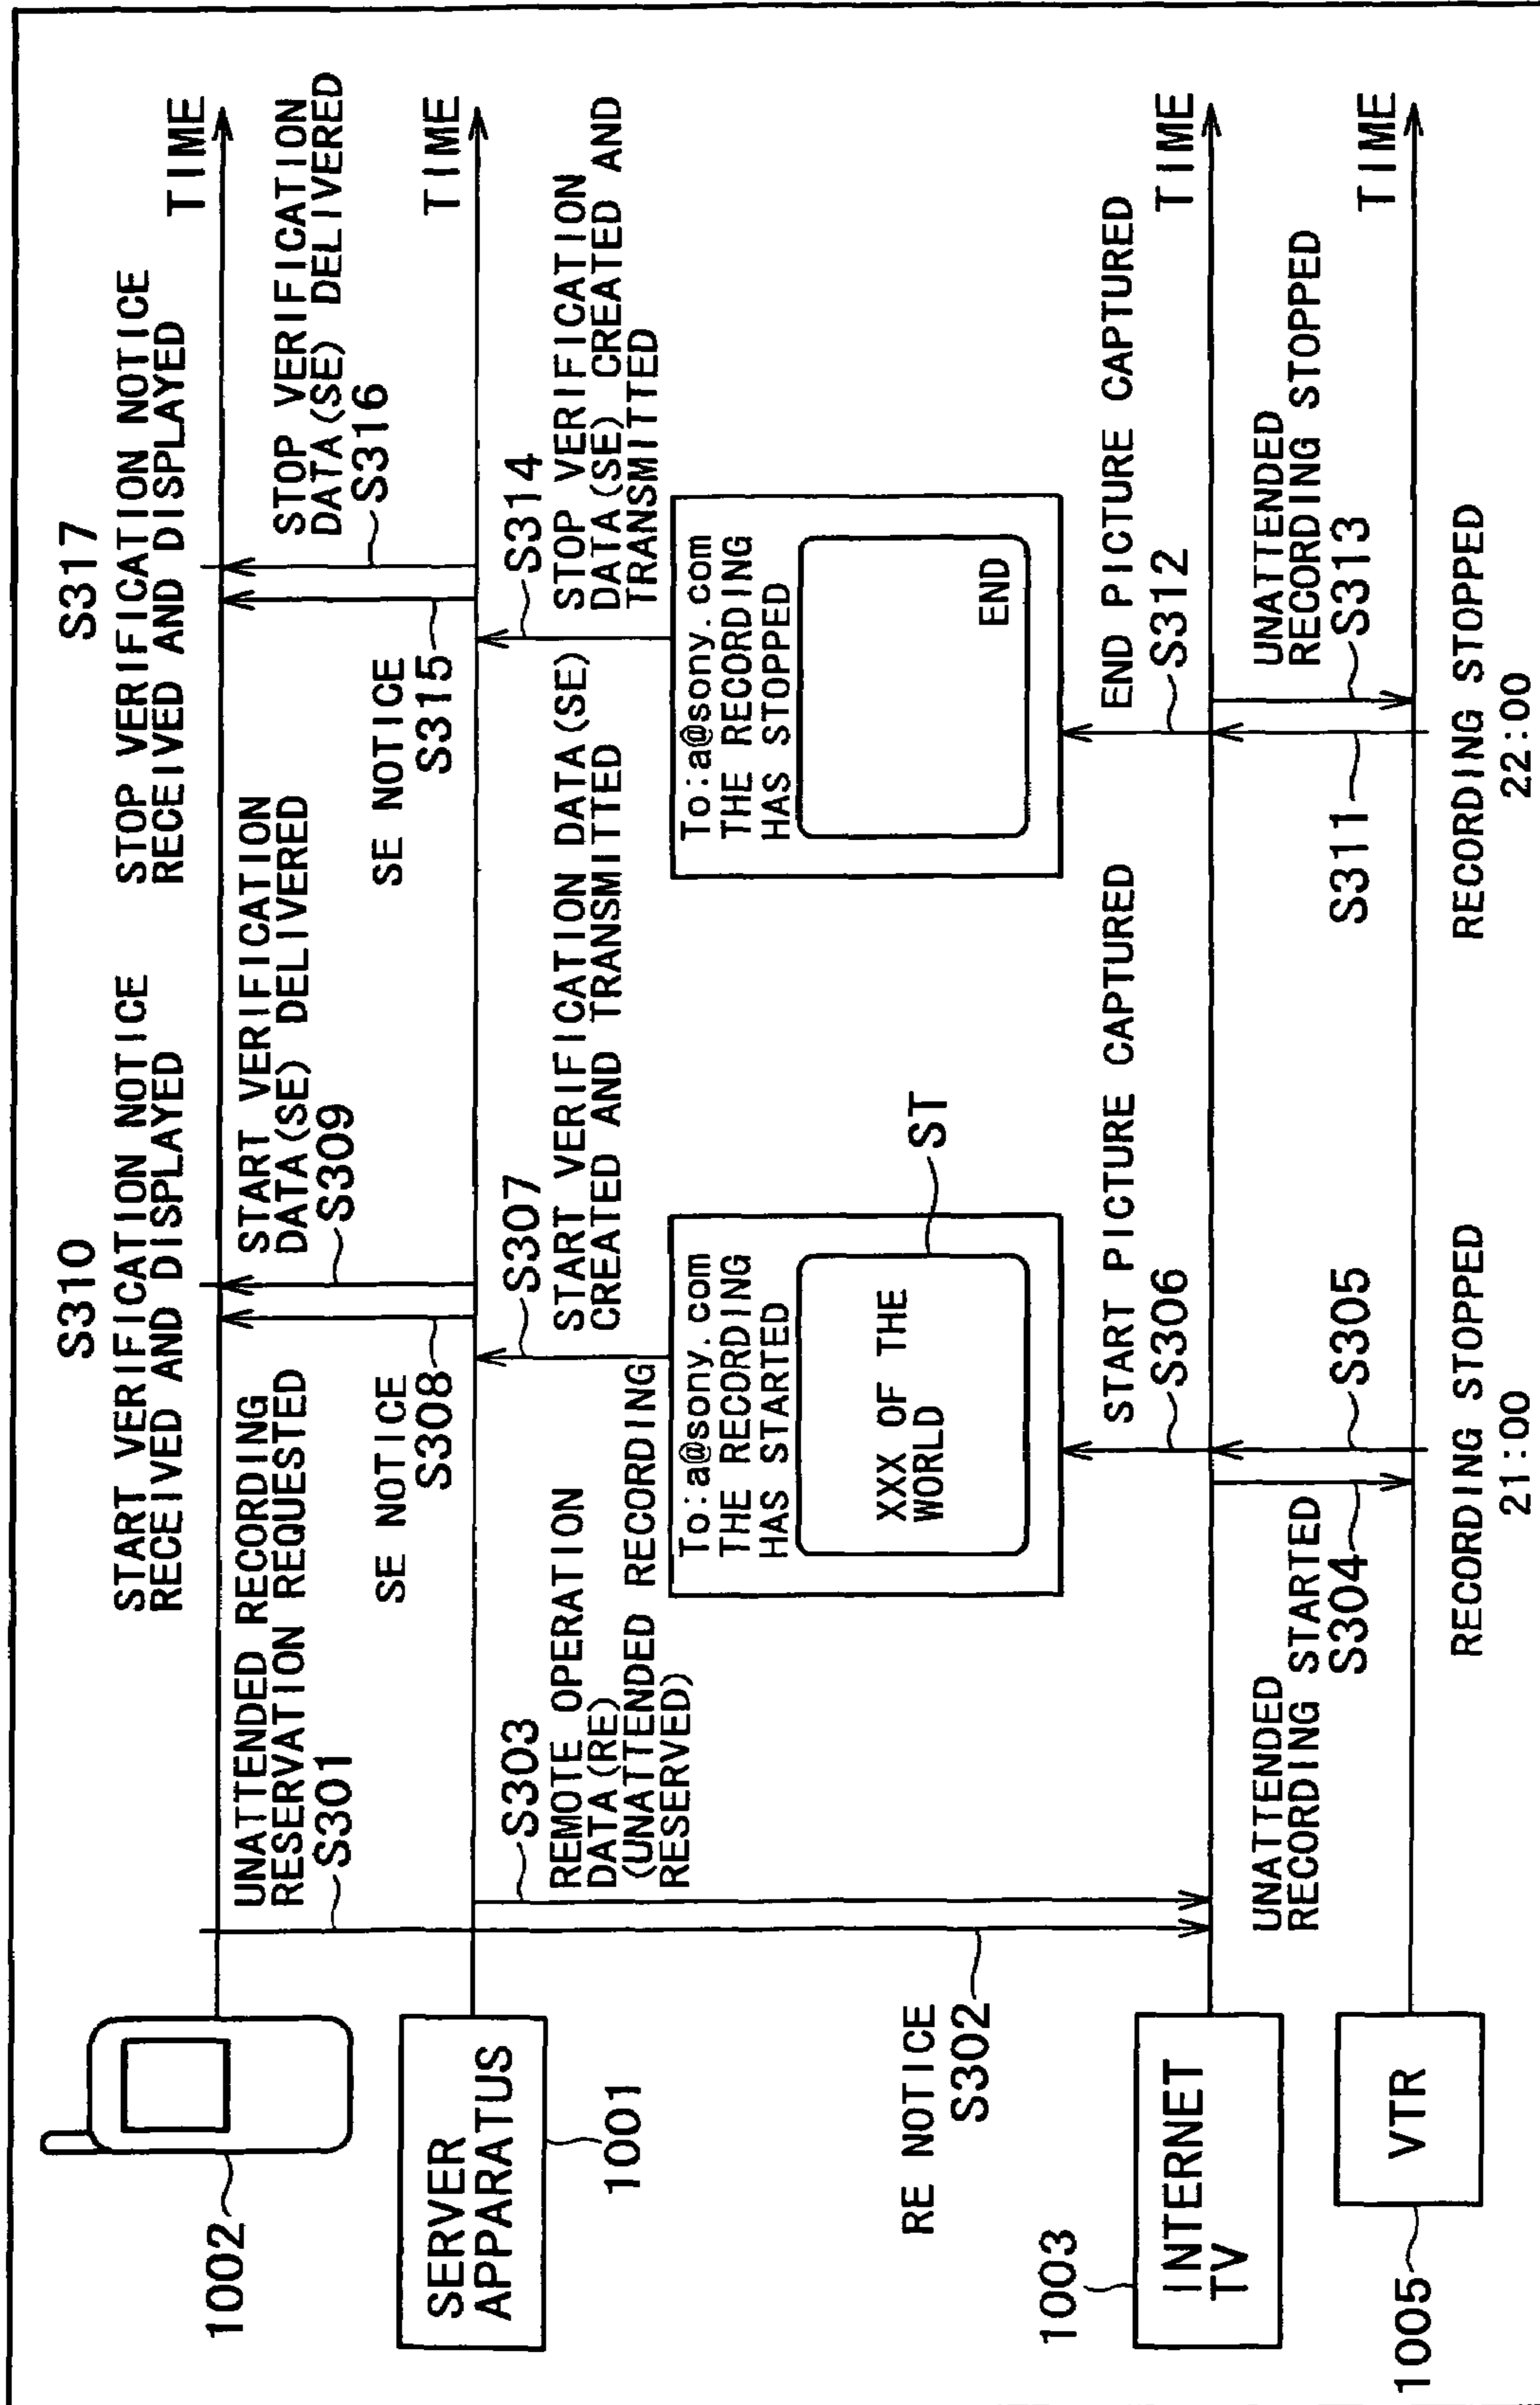 S310
START VERIFICATION NOTICE
RECEIVED AND DISPLAYED
S317
STOP VERIFICATION NOTICE
RECEIVED AND DISPLAYED
TIME
1002
UNATTENDED RECORDING
RESERVATION REQUESTED
S301
START VERIFICATION
DATA(SE) DELIVERED
S309
STOP VERIFICATION
DATA(SE) DELIVERED
S316
SE NOTICE
S308
SE NOTICE
S315
TIME
SERVER
APPARATUS
1001
S303
REMOTE OPERATION
DATA(RE)
(UNATTENDED RECORDING
RESERVED)
S307
START VERIFICATION DATA(SE)
CREATED AND TRANSMITTED
S314
STOP VERIFICATION
DATA(SE) CREATED AND
TRANSMITTED
To:a@sony.com
THE RECORDING
HAS STARTED
XXX OF THE
WORLD
ST
To:a@sony.com
THE RECORDING
HAS STOPPED
END
RE NOTICE
S302
START PICTURE CAPTURED
S306
END PICTURE CAPTURED
S312
TIME
1003
INTERNET
TV
UNATTENDED
RECORDING STARTED
S304
S305
S311
UNATTENDED
RECORDING STOPPED
S313
TIME
VTR
1005
RECORDING STOPPED
21:00
RECORDING STOPPED
22:00